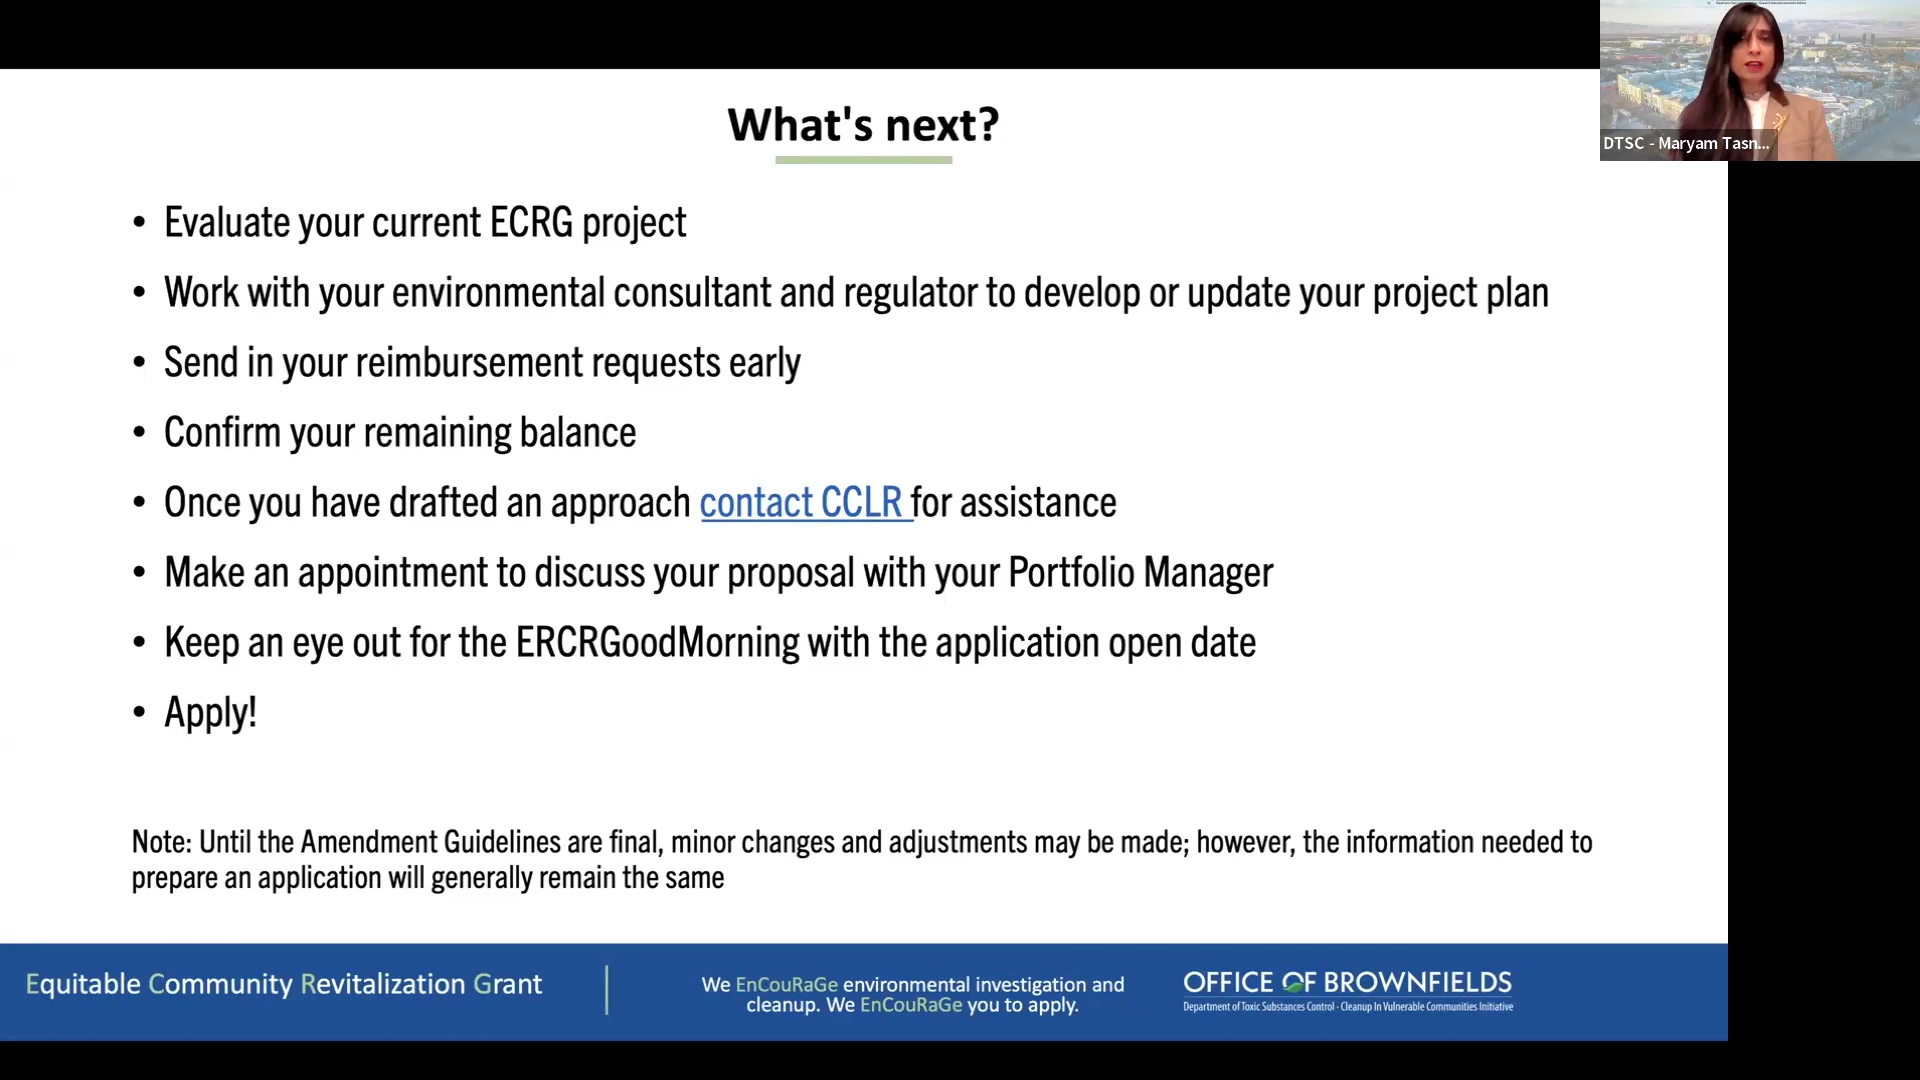 What's next?
• Evaluate your current ECRG project
• Work with your environmental consultant and regulator to develop or update your project plan
• Send in your reimbursement requests early
• Confirm your remaining balance
• Once you have drafted an approach contact CCLR for assistance
• Make an appointment to discuss your proposal with your Portfolio Manager
• Keep an eye out for the ERCRGoodMorning with the application open date
• Apply!
Note: Until the Amendment Guidelines are final, minor changes and adjustments may be made; however, the information needed to
prepare an application will generally remain the same
Equitable Community Revitalization Grant
We EnCouRaGe environmental investigation and
cleanup. We EnCouRaGe you to apply.
OFFICE OF BROWNFIELDS
Department of Toxic Substances Control - Cleanup In Vulnerable Communities Initiative
DTSC - Maryam Tasn...